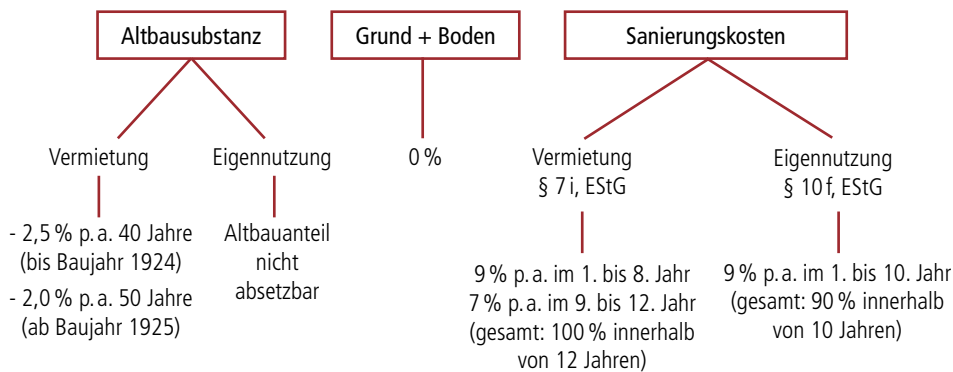 Altbausubstanz
Vermietung
- 2,5 % p. a. 40 Jahre
(bis Baujahr 1924)
- 2,0 % p. a. 50 Jahre
(ab Baujahr 1925)
Eigennutzung
Altbauanteil
nicht
absetzbar
Grund + Boden
0 %
Sanierungskosten
Vermietung
§ 7 i, EStG
9 % p. a. im 1. bis 8. Jahr
7 % p. a. im 9. bis 12. Jahr
(gesamt: 100 % innerhalb
von 12 Jahren)
Eigennutzung
§ 10 f, EStG
9 % p. a. im 1. bis 10. Jahr
(gesamt: 90 % innerhalb
von 10 Jahren)